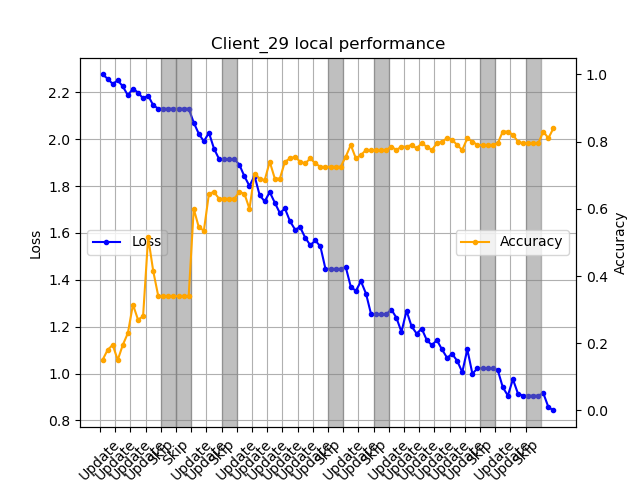 Client_29 local performance
2.2
2.0
1.8
1.6
1.4
1.2
1.0
0.8
Loss
Loss
Accuracy
1.0
0.8
0.6
0.4
0.2
0.0
Accuracy
Update
Update
Update
Update
Skip
Skip
Update
Update
Skip
Update
Update
Update
Update
Update
Update
Skip
Update
Update
Skip
Update
Update
Update
Update
Update
Update
Skip
Update
Update
Skip